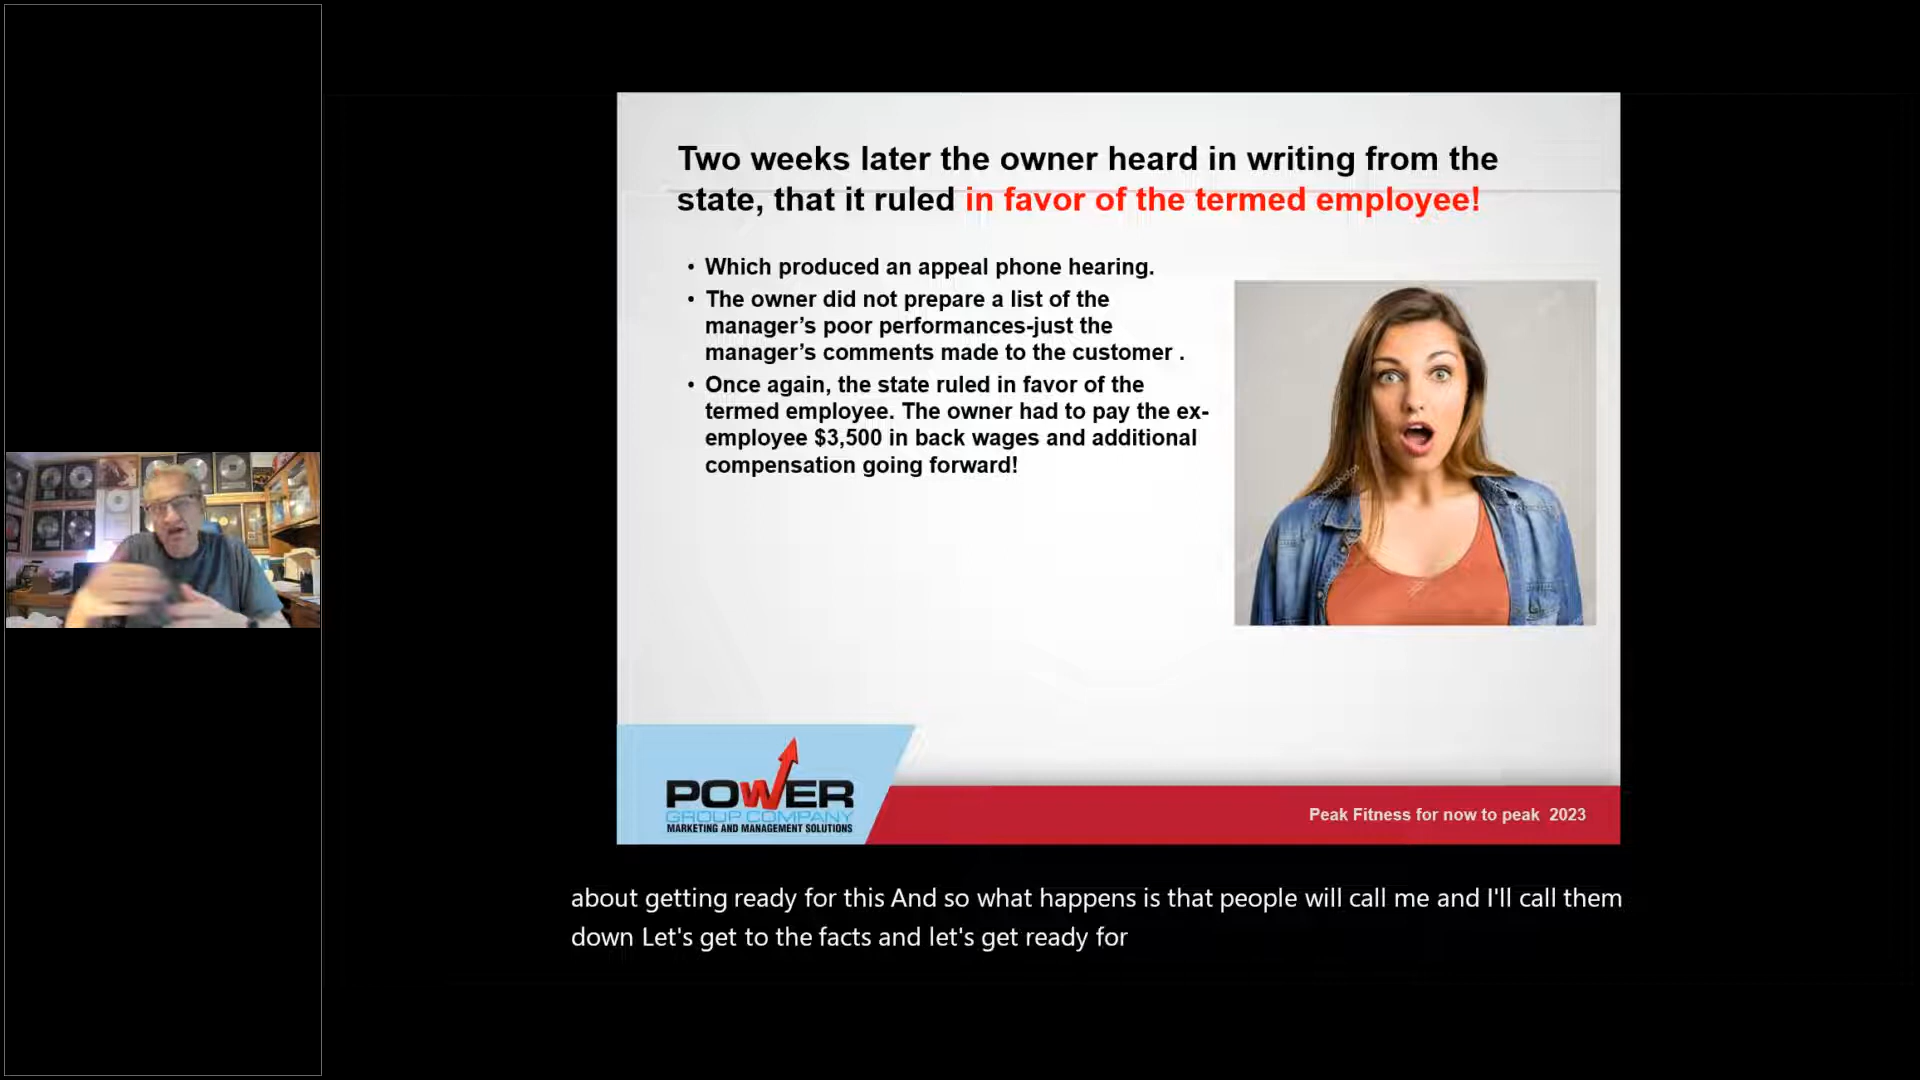 Two weeks later the owner heard in writing from the
state, that it ruled in favor of the termed employee!
• Which produced an appeal phone hearing.
• The owner did not prepare a list of the
manager’s poor performances-just the
manager’s comments made to the customer .
• Once again, the state ruled in favor of the
termed employee. The owner had to pay the ex-
employee $3,500 in back wages and additional
compensation going forward!
POWER
GROUP COMPANY
MARKETING AND MANAGEMENT SOLUTIONS
Peak Fitness for now to peak 2023
about getting ready for this And so what happens is that people will call me and I'll call them
down Let's get to the facts and let's get ready for